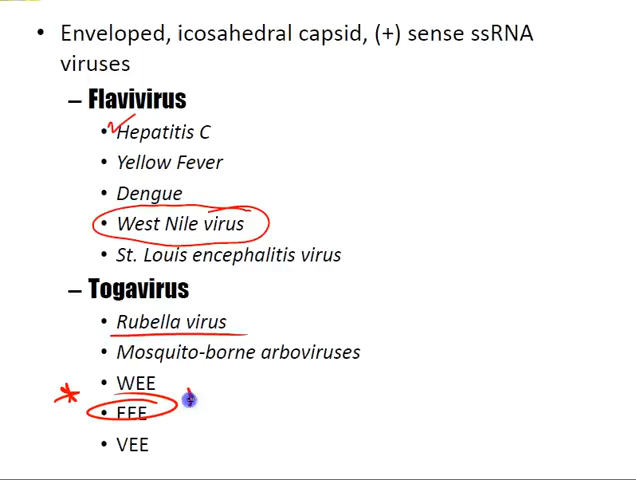 • Enveloped, icosahedral capsid, (+) sense ssRNA
viruses
– Flavivirus
• Hepatitis C
• Yellow Fever
• Dengue
• West Nile virus
• St. Louis encephalitis virus
– Togavirus
• Rubella virus
• Mosquito-borne arboviruses
• WEE
• EEE
• VEE